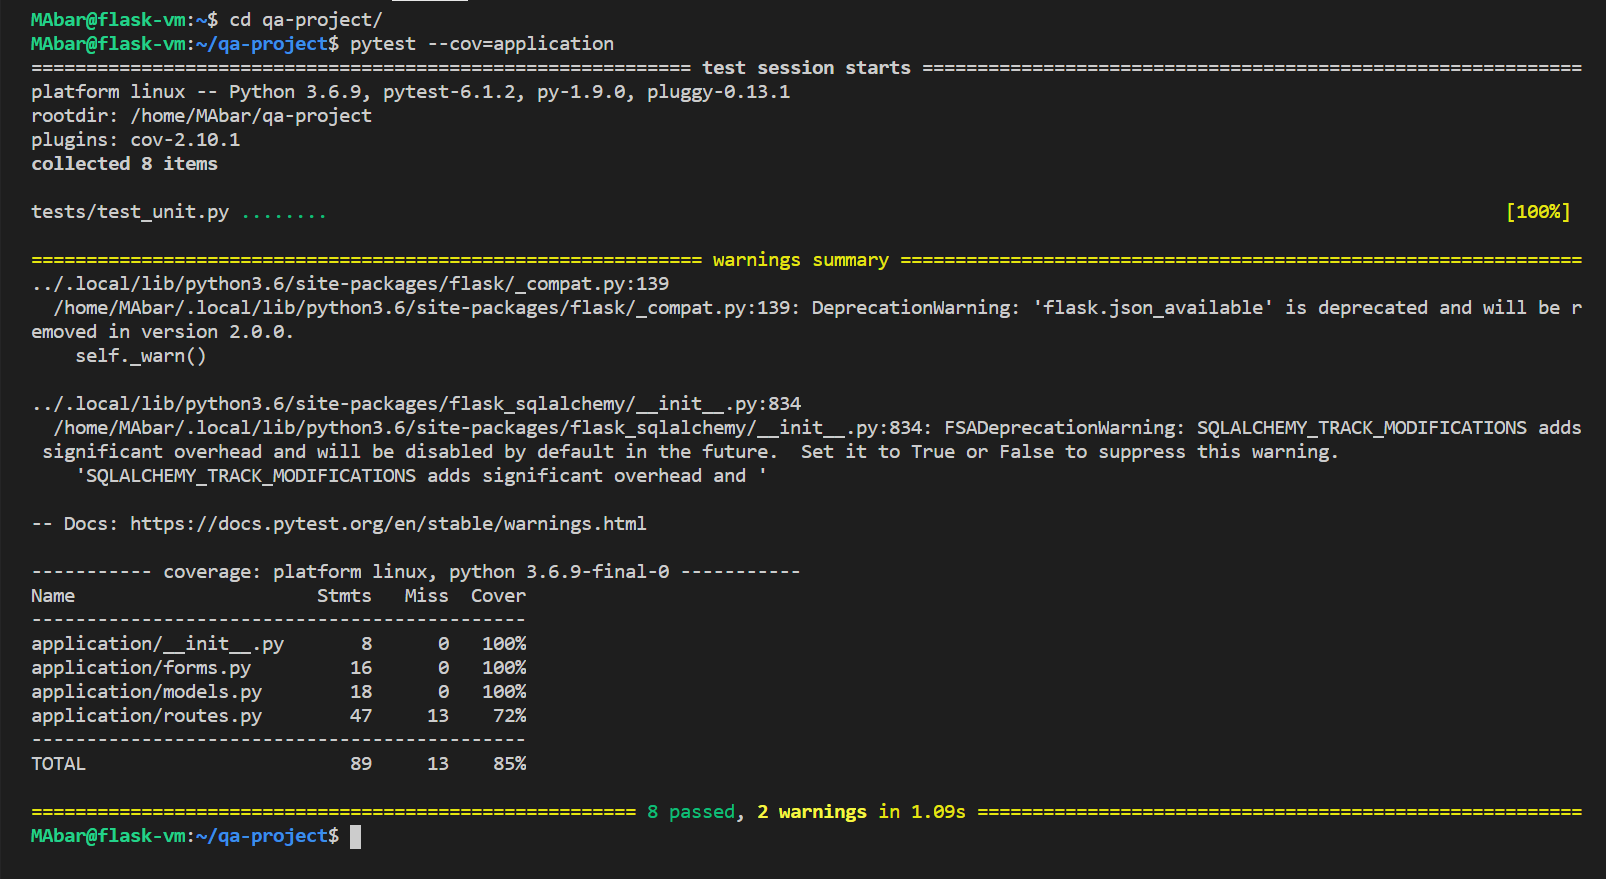 MAbar@flask-vm:~$ cd qa-project/
MAbar@flask-vm:~/qa-project$ pytest --cov=application
============================================================ test session starts ============================================================
platform linux -- Python 3.6.9, pytest-6.1.2, py-1.9.0, pluggy-0.13.1
rootdir: /home/MAbar/qa-project
plugins: cov-2.10.1
collected 8 items
tests/test_unit.py ........ [100%]
============================================================= warnings summary ==============================================================
../.local/lib/python3.6/site-packages/flask/_compat.py:139
  /home/MAbar/.local/lib/python3.6/site-packages/flask/_compat.py:139: DeprecationWarning: 'flask.json_available' is deprecated and will be r
emoved in version 2.0.0.
    self._warn()
../.local/lib/python3.6/site-packages/flask_sqlalchemy/__init__.py:834
  /home/MAbar/.local/lib/python3.6/site-packages/flask_sqlalchemy/__init__.py:834: FSADeprecationWarning: SQLALCHEMY_TRACK_MODIFICATIONS adds
 significant overhead and will be disabled by default in the future.  Set it to True or False to suppress this warning.
    'SQLALCHEMY_TRACK_MODIFICATIONS adds significant overhead and '
-- Docs: https://docs.pytest.org/en/stable/warnings.html
----------- coverage: platform linux, python 3.6.9-final-0 -----------
Name                      Stmts   Miss  Cover
---------------------------------------------
application/__init__.py       8      0   100%
application/forms.py         16      0   100%
application/models.py        18      0   100%
application/routes.py        47     13    72%
---------------------------------------------
TOTAL                        89     13    85%
======================================================= 8 passed, 2 warnings in 1.09s =======================================================
MAbar@flask-vm:~/qa-project$